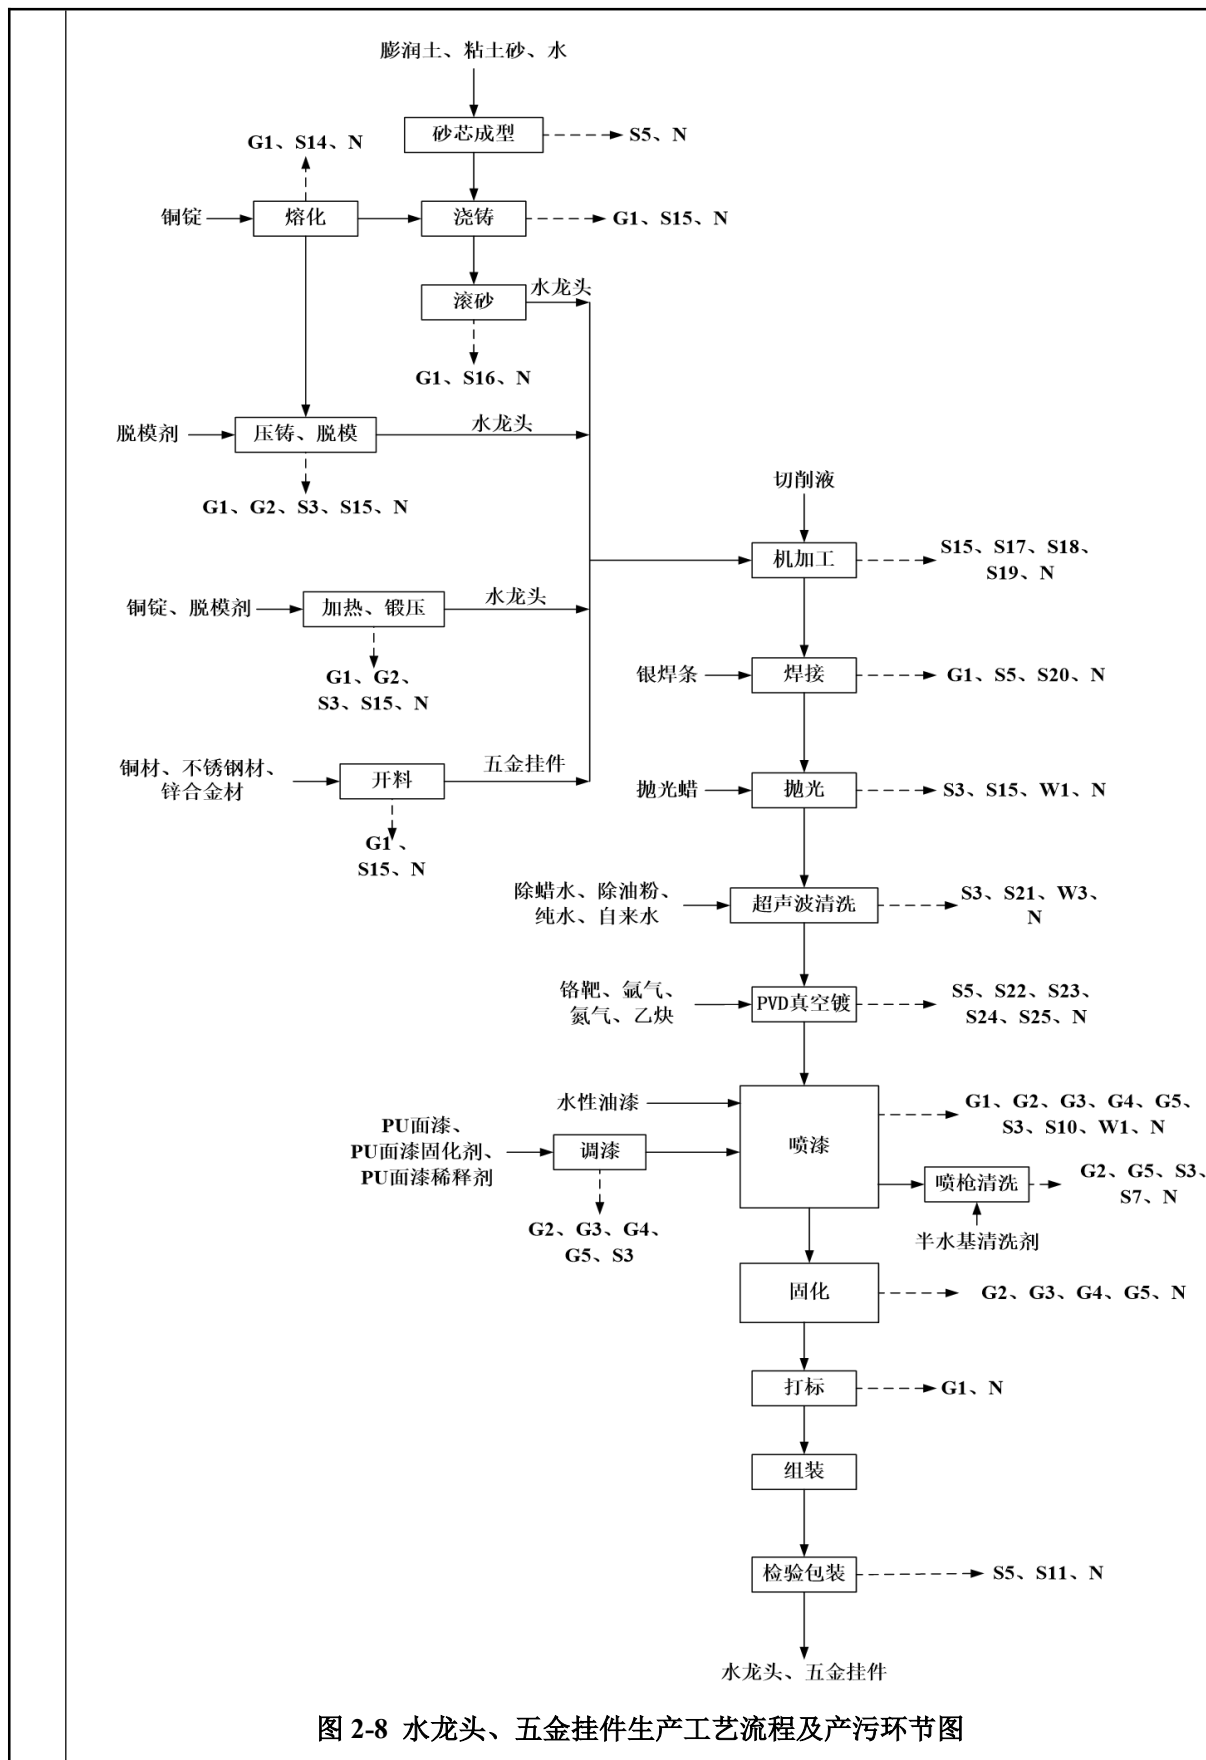 膨润土、粘土砂、水
砂芯成型
S5、N
G1、S14、N
铜锭
熔化
浇铸
G1、S15、N
滚砂
水龙头
G1、S16、N
脱模剂
压铸、脱模
水龙头
G1、G2、S3、S15、N
切削液
机加工
S15、S17、S18、
S19、N
铜锭、脱模剂
加热、锻压
水龙头
G1、G2、
S3、S15、N
银焊条
焊接
G1、S5、S20、N
铜材、不锈钢材、
锌合金材
开料
五金挂件
G1、
S15、N
抛光蜡
抛光
S3、S15、W1、N
除蜡水、除油粉、
纯水、自来水
超声波清洗
S3、S21、W3、
N
铬靶、氩气、
氮气、乙炔
PVD真空镀
S5、S22、S23、
S24、S25、N
水性油漆
PU面漆、
PU面漆固化剂、
PU面漆稀释剂
调漆
G2、G3、G4、
G5、S3
喷漆
G1、G2、G3、G4、G5、
S3、S10、W1、N
喷枪清洗
G2、G5、S3、
S7、N
半水基清洗剂
固化
G2、G3、G4、G5、N
打标
G1、N
组装
检验包装
S5、S11、N
水龙头、五金挂件
图 2-8 水龙头、五金挂件生产工艺流程及产污环节图